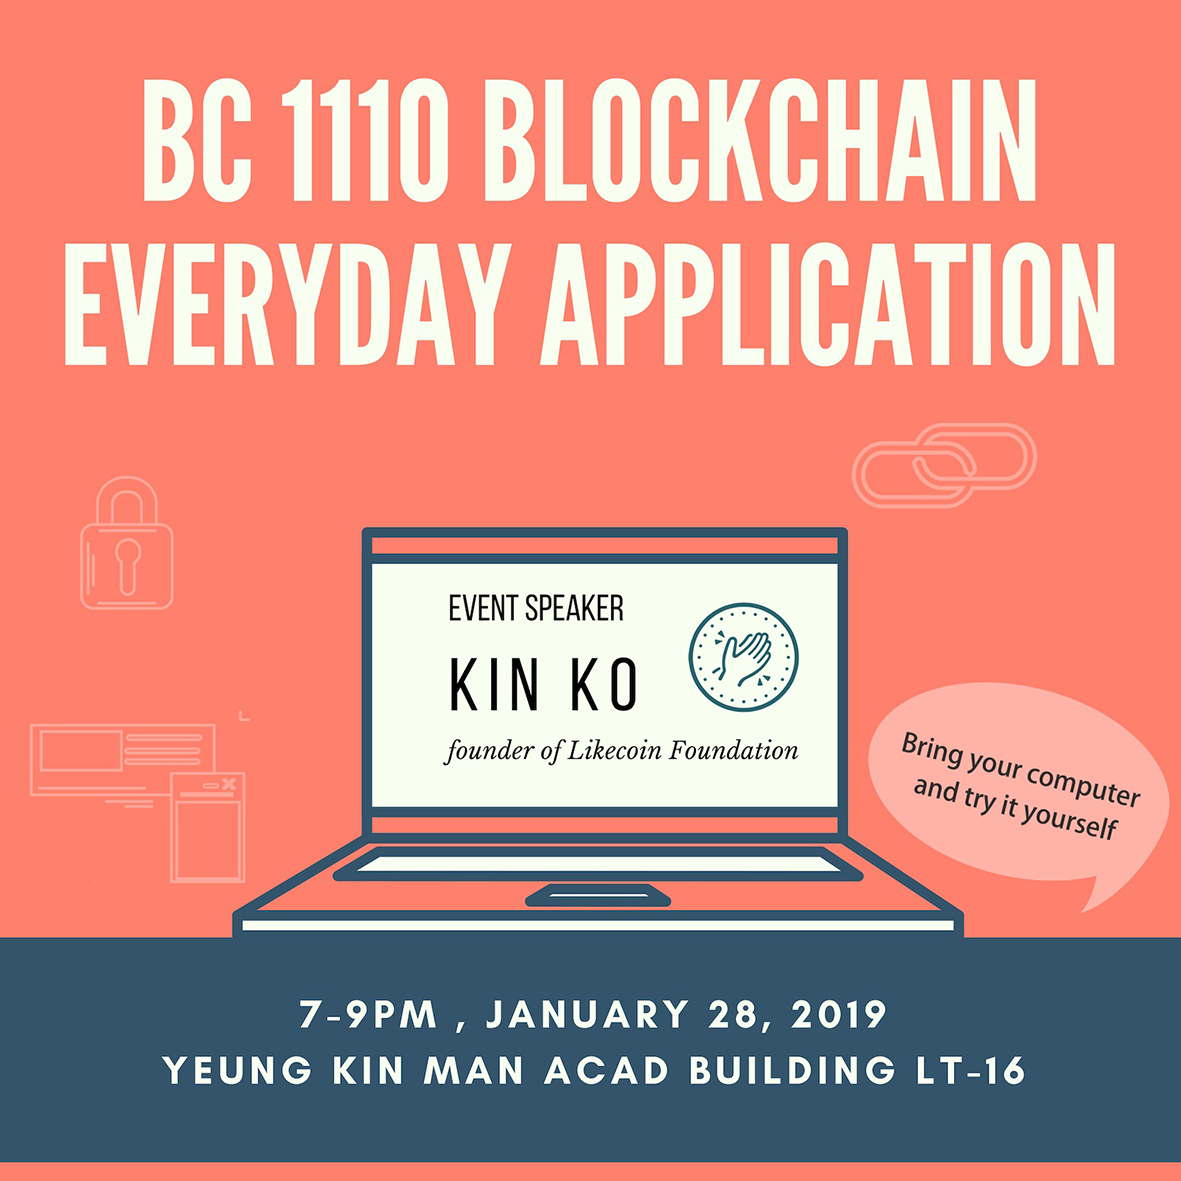 BC 1110 BLOCKCHAIN
EVERYDAY APPLICATION
EVENT SPEAKER
KIN KO
founder of Likecoin Foundation
Bring your computer
and try it yourself
7-9PM , JANUARY 28, 2019
YEUNG KIN MAN ACAD BUILDING LT-16